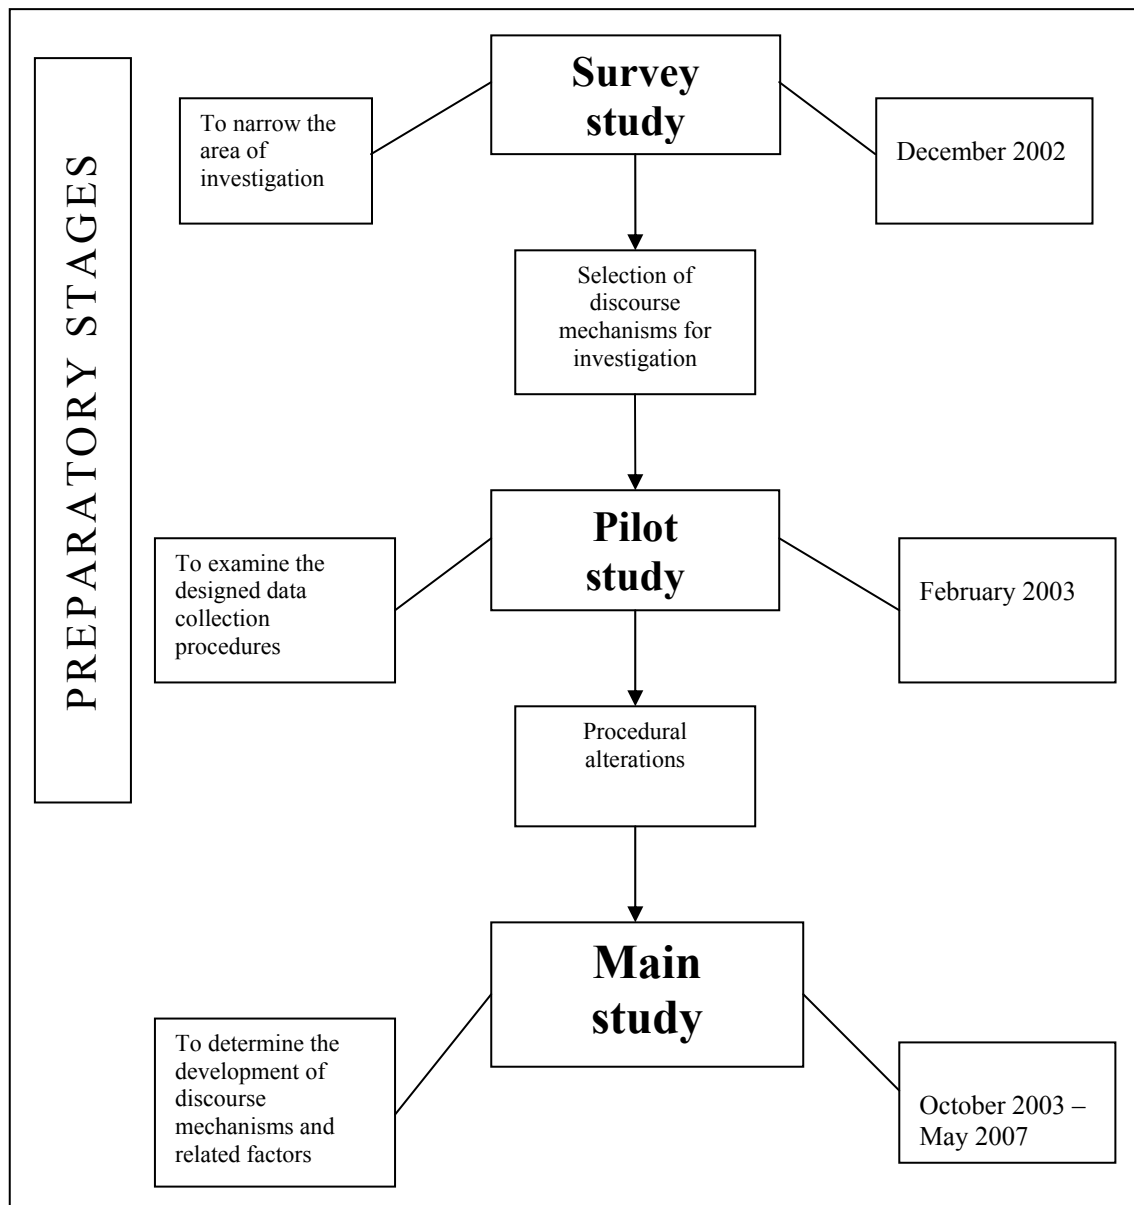 PREPARATORY STAGES
Survey
study
To narrow the
area of
investigation
December 2002
Selection of
discourse
mechanisms for
investigation
Pilot
study
To examine the
designed data
collection
procedures
February 2003
Procedural
alterations
Main
study
To determine the
development of
discourse
mechanisms and
related factors
October 2003 –
May 2007